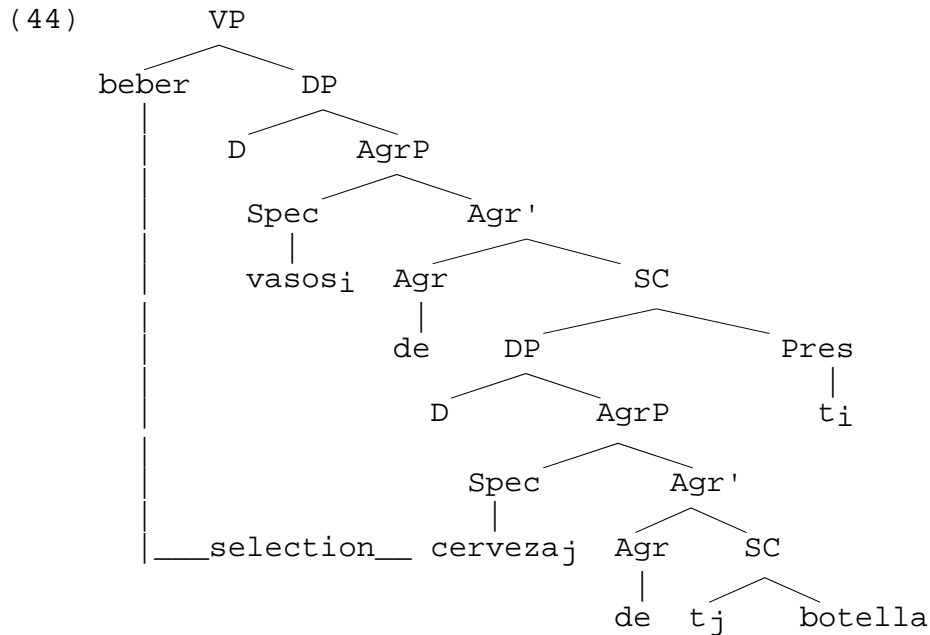 (44) VP
beber DP
D AgrP
Spec Agr'
vasosi Agr SC
de DP Pres
D AgrP ti
Spec Agr'
|___selection__ cervezaj Agr SC
de tj botella